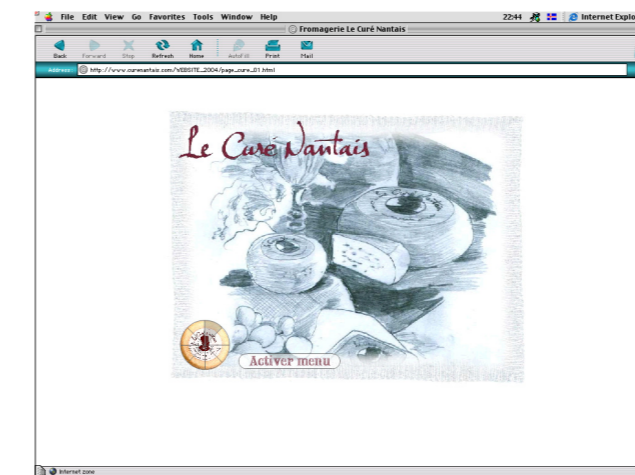 File Edit View Go Favorites Tools Window Help 22:44 Internet Explo
Fromagerie Le Curé Nantais
Back Forward Stop Refresh Home AutoFill Print Mail
Address http://www.curenantais.com/WEBSITE_2004/page_cure_01.html
Le Curé Nantais
Activer menu
Internet zone